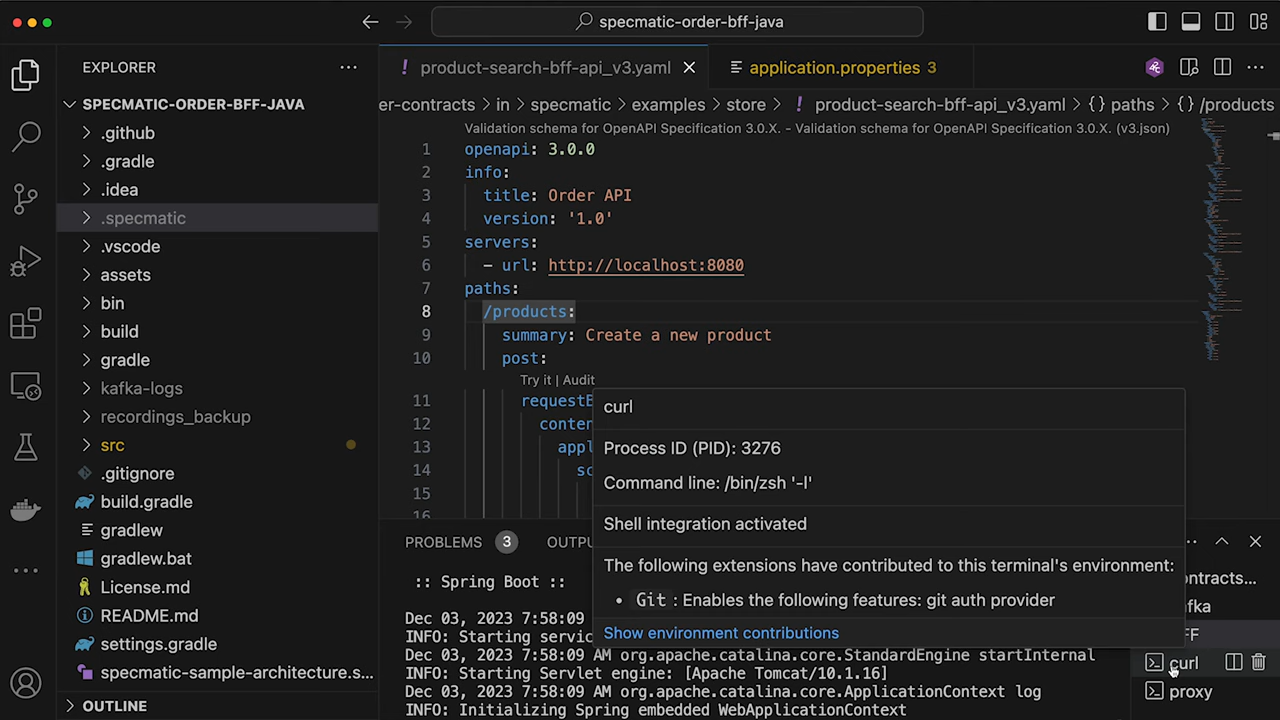 specmatic-order-bff-java
EXPLORER
SPECMATIC-ORDER-BFF-JAVA
.github
.gradle
.idea
.specmatic
.vscode
assets
bin
build
gradle
kafka-logs
recordings_backup
src
.gitignore
build.gradle
gradlew
gradlew.bat
License.md
README.md
settings.gradle
specmatic-sample-architecture.s...
OUTLINE
product-search-bff-api_v3.yaml
application.properties 3
er-contracts > in > specmatic > examples > store > ! product-search-bff-api_v3.yaml > {} paths > {} /products
Validation schema for OpenAPI Specification 3.0.X. - Validation schema for OpenAPI Specification 3.0.X. (v3.json)
1 openapi: 3.0.0
2 info:
3 title: Order API
4 version: '1.0'
5 servers:
6 - url: http://localhost:8080
7 paths:
8 /products:
9 summary: Create a new product
10 post:
Try it | Audit
11 requestB
12 conten
13 appl
14 sc
15
16
curl
Process ID (PID): 3276
Command line: /bin/zsh '-l'
Shell integration activated
The following extensions have contributed to this terminal's environment:
• Git : Enables the following features: git auth provider
Show environment contributions
PROBLEMS 3 OUTPU
:: Spring Boot ::
Dec 03, 2023 7:58:09
INFO: Starting servic
Dec 03, 2023 7:58:09 AM org.apache.catalina.core.StandardEngine startInternal
INFO: Starting Servlet engine: [Apache Tomcat/10.1.16]
Dec 03, 2023 7:58:09 AM org.apache.catalina.core.ApplicationContext log
INFO: Initializing Spring embedded WebApplicationContext
ontracts...
fka
FF
curl
proxy